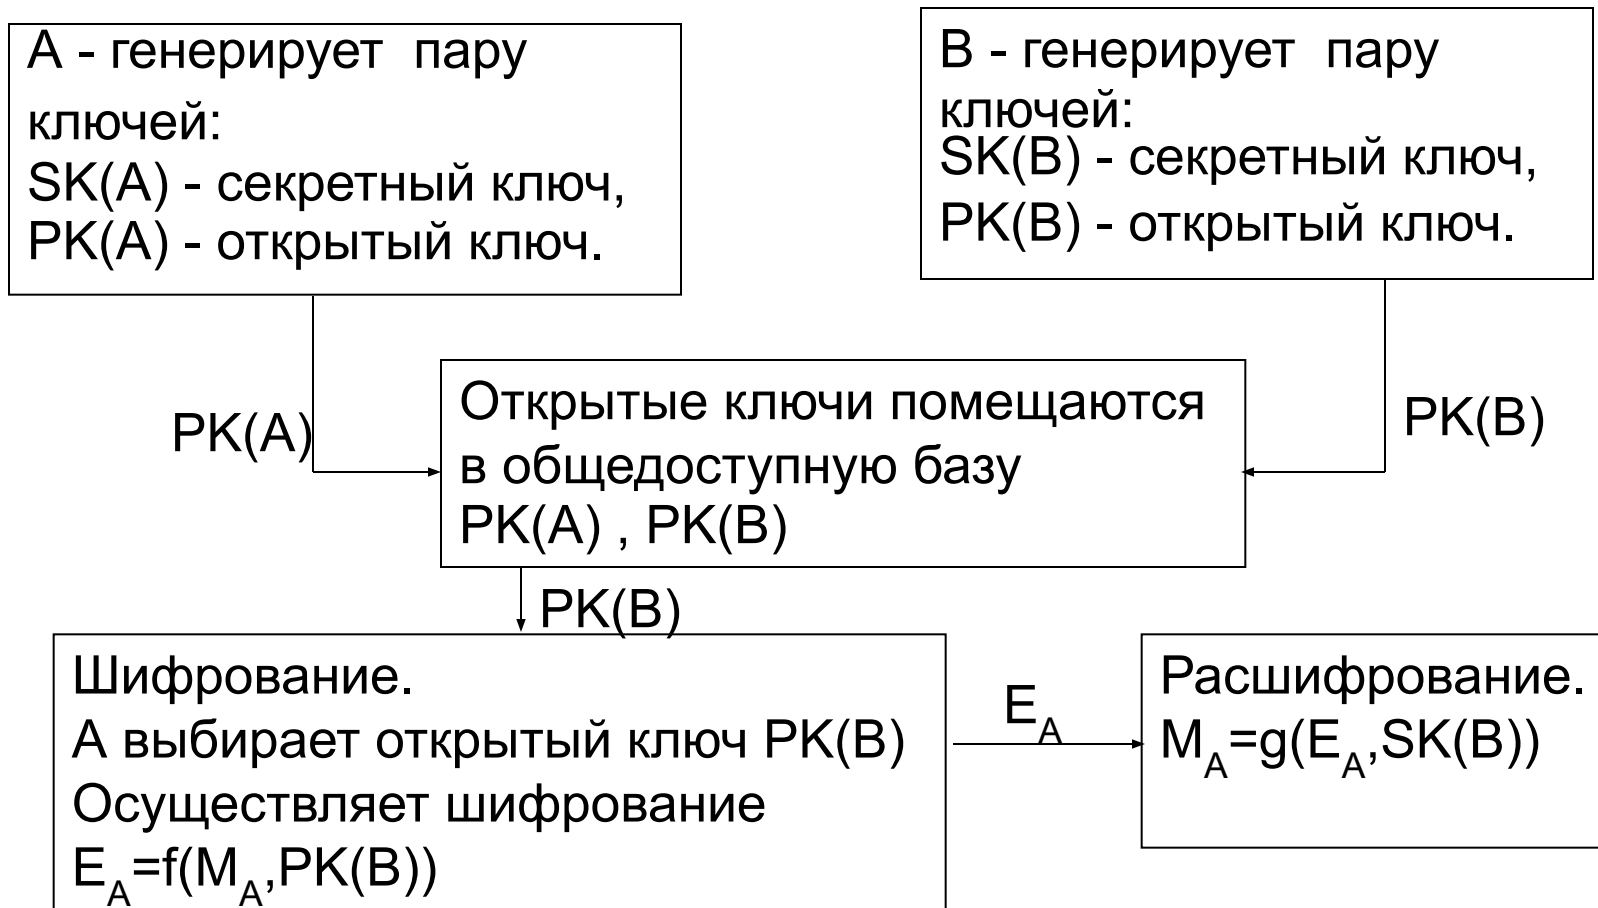 А - генерирует пару
ключей:
SK(A) - секретный ключ,
PK(A) - открытый ключ.
В - генерирует пару
ключей:
SK(B) - секретный ключ,
PK(B) - открытый ключ.
PK(A)
Открытые ключи помещаются
в общедоступную базу
PK(A) , PK(B)
PK(B)
PK(B)
Шифрование.
А выбирает открытый ключ PK(B)
Осуществляет шифрование
E_A=f(M_A,PK(B))
E_A
Расшифрование.
M_A=g(E_A,SK(B))